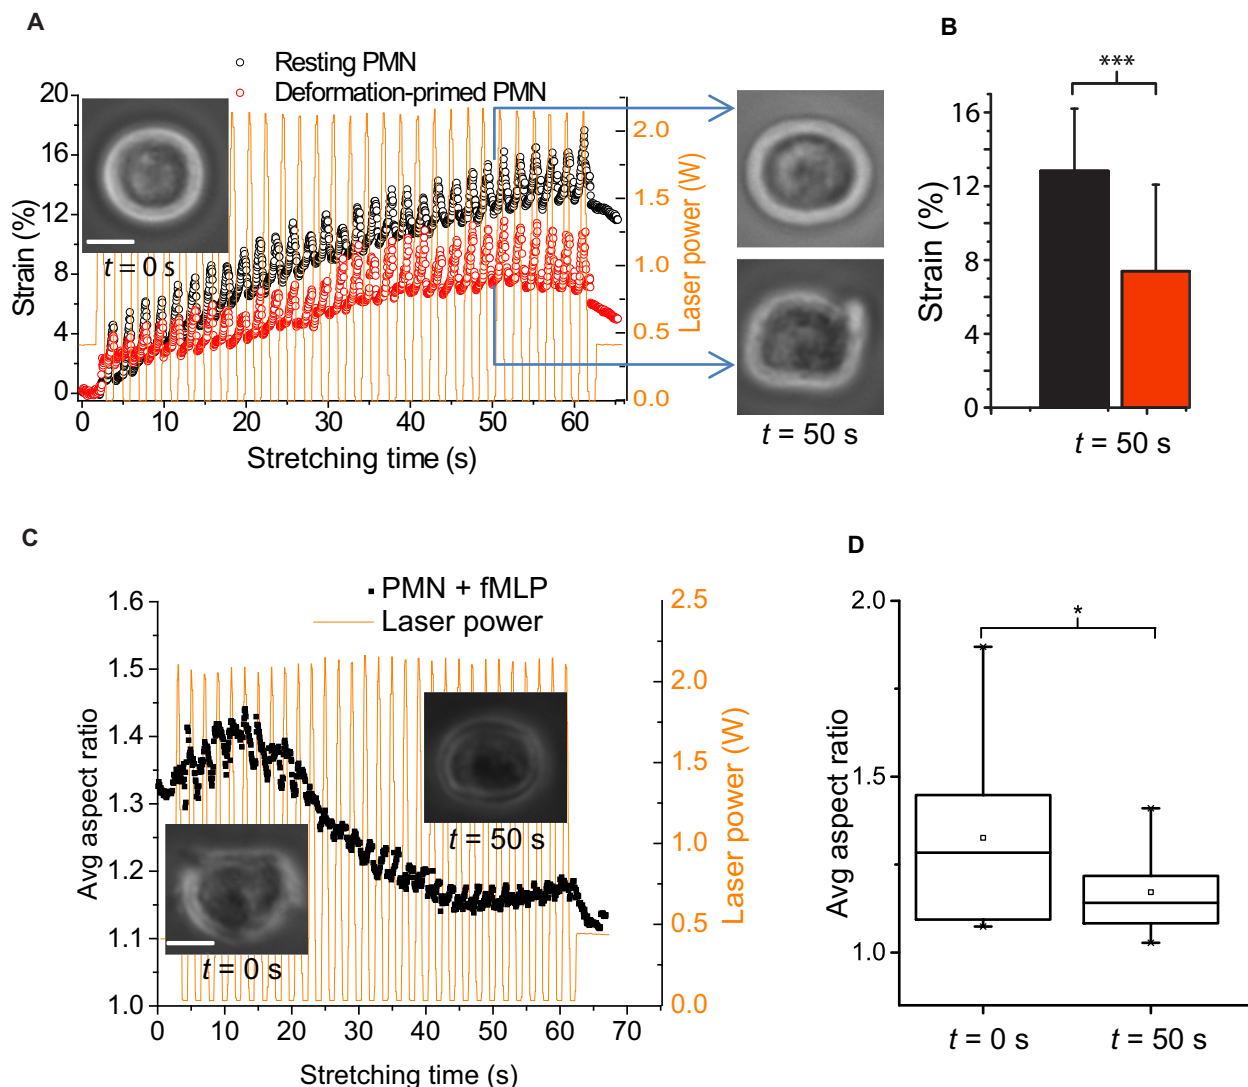 A
Resting PMN
Deformation-primed PMN
20
16
12
8
4
0
Strain (%)
t = 0 s
2.0
1.5
1.0
0.5
0.0
Laser power (W)
0 10 20 30 40 50 60
Stretching time (s)
t = 50 s
B
***
16
12
8
4
0
Strain (%)
t = 50 s
C
PMN + fMLP
Laser power
1.6
1.5
1.4
1.3
1.2
1.1
1.0
Avg aspect ratio
t = 50 s
t = 0 s
2.5
2.0
1.5
1.0
0.5
0.0
Laser power (W)
0 10 20 30 40 50 60 70
Stretching time (s)
D
*
2.0
1.5
1.0
Avg aspect ratio
t = 0 s
t = 50 s